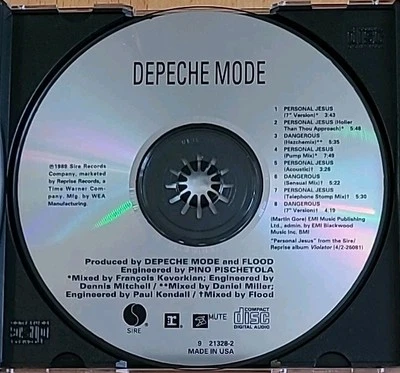 DEPECHE MODE
1 PERSONAL JESUS
(7" Version)* 3:43
2 PERSONAL JESUS (Holier
Than Thou Approach)* 5:48
3 DANGEROUS
(Hazchemix)** 5:35
4 PERSONAL JESUS
(Pump Mix)* 7:49
5 PERSONAL JESUS
(Acoustic)† 3:26
6 DANGEROUS
(Sensual Mix)† 5:22
7 PERSONAL JESUS
(Telephone Stomp Mix)† 5:30
8 DANGEROUS
(7" Version)† 4:19
(Martin Gore) EMI Music Publishing
Ltd., admin. by EMI Blackwood
Music Inc. BMI
"Personal Jesus" from the Sire/
Reprise album Violator (4/2-26081)
℗1989 Sire Records
Company, marketed
by Reprise Records, a
Time Warner Com-
pany. Mfg. by WEA
Manufacturing.
Produced by DEPECHE MODE and FLOOD
Engineered by PINO PISCHETOLA
*Mixed by François Kevorkian; Engineered by
Dennis Mitchell / **Mixed by Daniel Miller;
Engineered by Paul Kendall / †Mixed by Flood
SIRE
r
MUTE
COMPACT
disc
DIGITAL AUDIO
9 21328-2
MADE IN USA